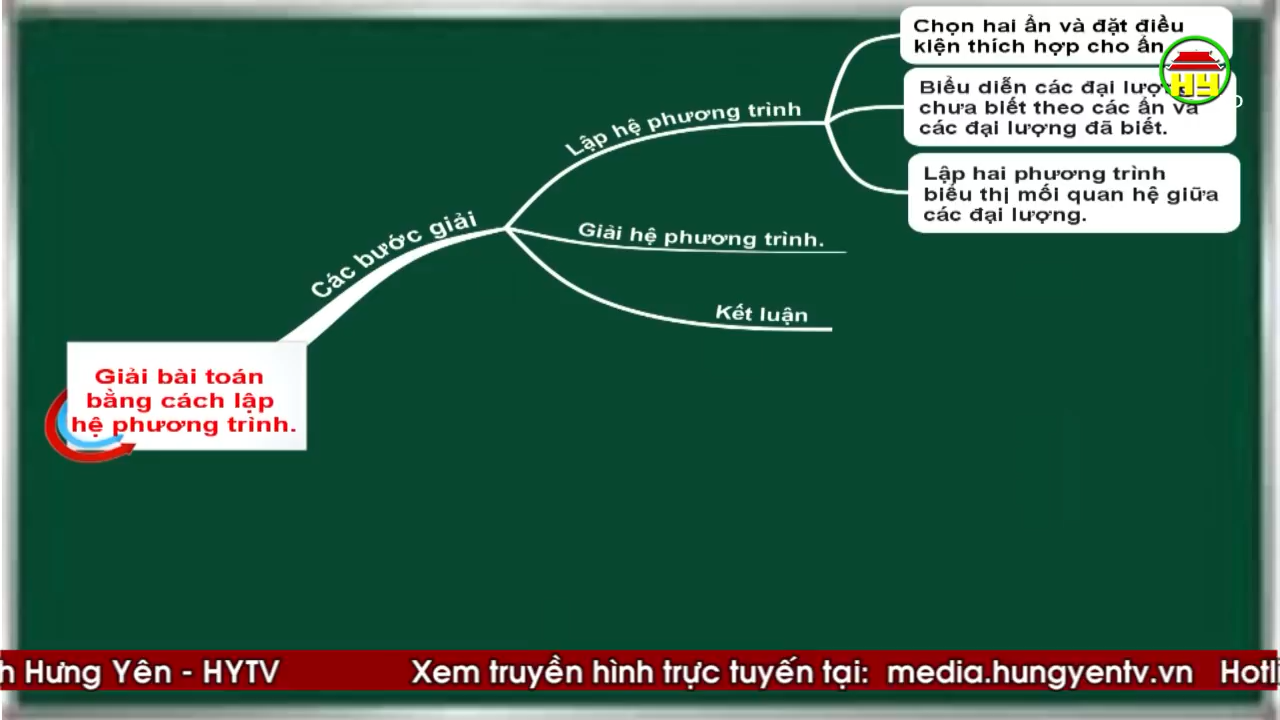 Chọn hai ẩn và đặt điều
kiện thích hợp cho ẩn
HY
Biểu diễn các đại lượng
chưa biết theo các ẩn và
các đại lượng đã biết.
Lập hệ phương trình
Lập hai phương trình
biểu thị mối quan hệ giữa
các đại lượng.
Các bước giải
Giải hệ phương trình.
Kết luận
Giải bài toán
bằng cách lập
hệ phương trình.
h Hưng Yên - HYTV Xem truyền hình trực tuyến tại: media.hungyentv.vn Hotli